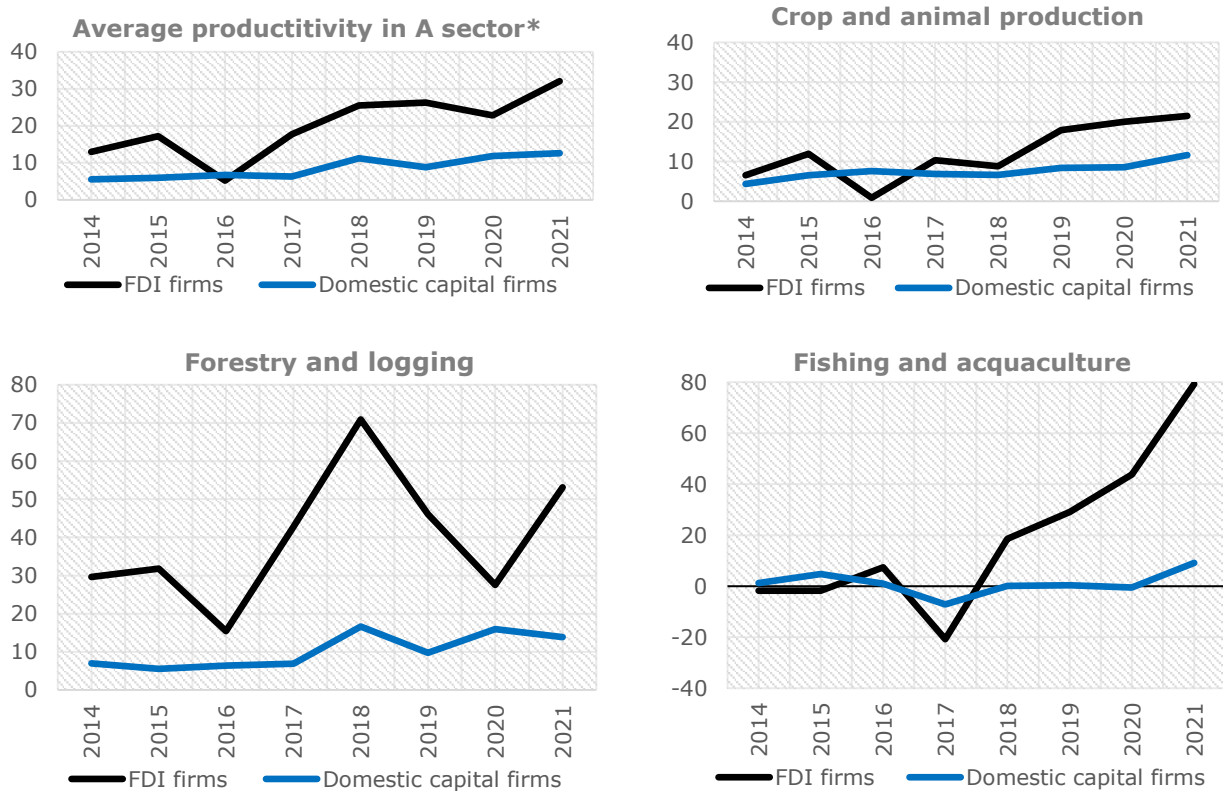 Average productitivity in A sector*
40
30
20
10
0
2014 2015 2016 2017 2018 2019 2020 2021
FDI firms Domestic capital firms
Crop and animal production
40
30
20
10
0
2014 2015 2016 2017 2018 2019 2020 2021
FDI firms Domestic capital firms
Forestry and logging
80
70
60
50
40
30
20
10
0
2014 2015 2016 2017 2018 2019 2020 2021
FDI firms Domestic capital firms
Fishing and acquaculture
80
60
40
20
0
-20
-40
2014 2015 2016 2017 2018 2019 2020 2021
FDI firms Domestic capital firms